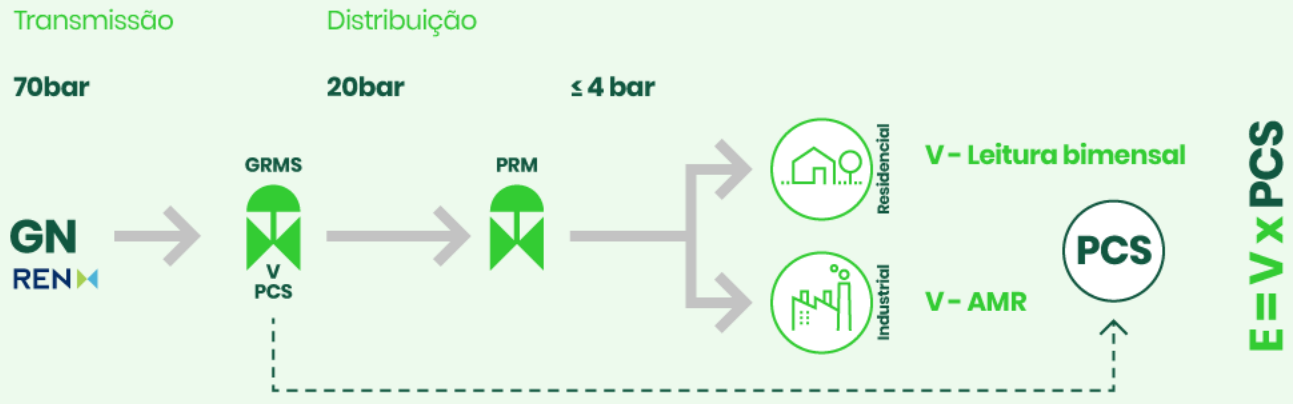 Transmissão
Distribuição
70bar
20bar
≤ 4 bar
GRMS
PRM
GN
REN
V
PCS
Residencial
V - Leitura bimensal
PCS
Industrial
V - AMR
E = V x PCS